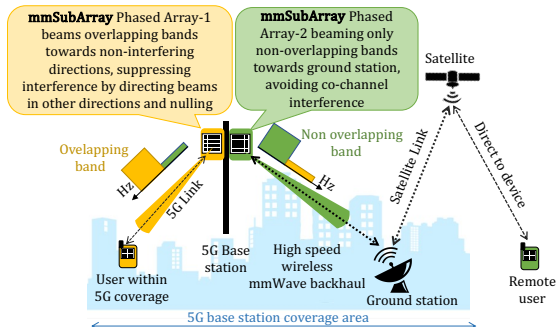 mmSubArray Phased Array-1
beams overlapping bands
towards non-interfering
directions, suppressing
interference by directing beams
in other directions and nulling
mmSubArray Phased
Array-2 beaming only
non-overlapping bands
towards ground station,
avoiding co-channel
interference
Satellite
Ovelapping
band
Hz
5G Link
Non overlapping
band
Hz
Satellite Link
Direct to device
User within
5G coverage
5G Base
station
High speed
wireless
mmWave backhaul
Ground station
Remote
user
5G base station coverage area